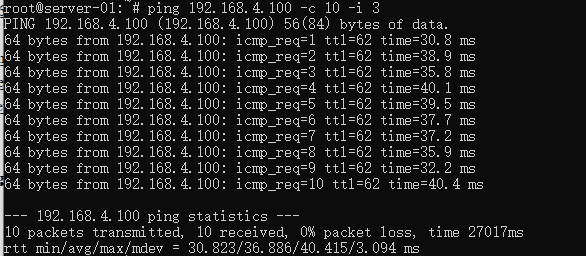 root@server-01:~# ping 192.168.4.100 -c 10 -i 3
PING 192.168.4.100 (192.168.4.100) 56(84) bytes of data.
64 bytes from 192.168.4.100: icmp_req=1 ttl=62 time=30.8 ms
64 bytes from 192.168.4.100: icmp_req=2 ttl=62 time=38.9 ms
64 bytes from 192.168.4.100: icmp_req=3 ttl=62 time=35.8 ms
64 bytes from 192.168.4.100: icmp_req=4 ttl=62 time=40.1 ms
64 bytes from 192.168.4.100: icmp_req=5 ttl=62 time=39.5 ms
64 bytes from 192.168.4.100: icmp_req=6 ttl=62 time=37.7 ms
64 bytes from 192.168.4.100: icmp_req=7 ttl=62 time=37.2 ms
64 bytes from 192.168.4.100: icmp_req=8 ttl=62 time=35.9 ms
64 bytes from 192.168.4.100: icmp_req=9 ttl=62 time=32.2 ms
64 bytes from 192.168.4.100: icmp_req=10 ttl=62 time=40.4 ms
--- 192.168.4.100 ping statistics ---
10 packets transmitted, 10 received, 0% packet loss, time 27017ms
rtt min/avg/max/mdev = 30.823/36.886/40.415/3.094 ms